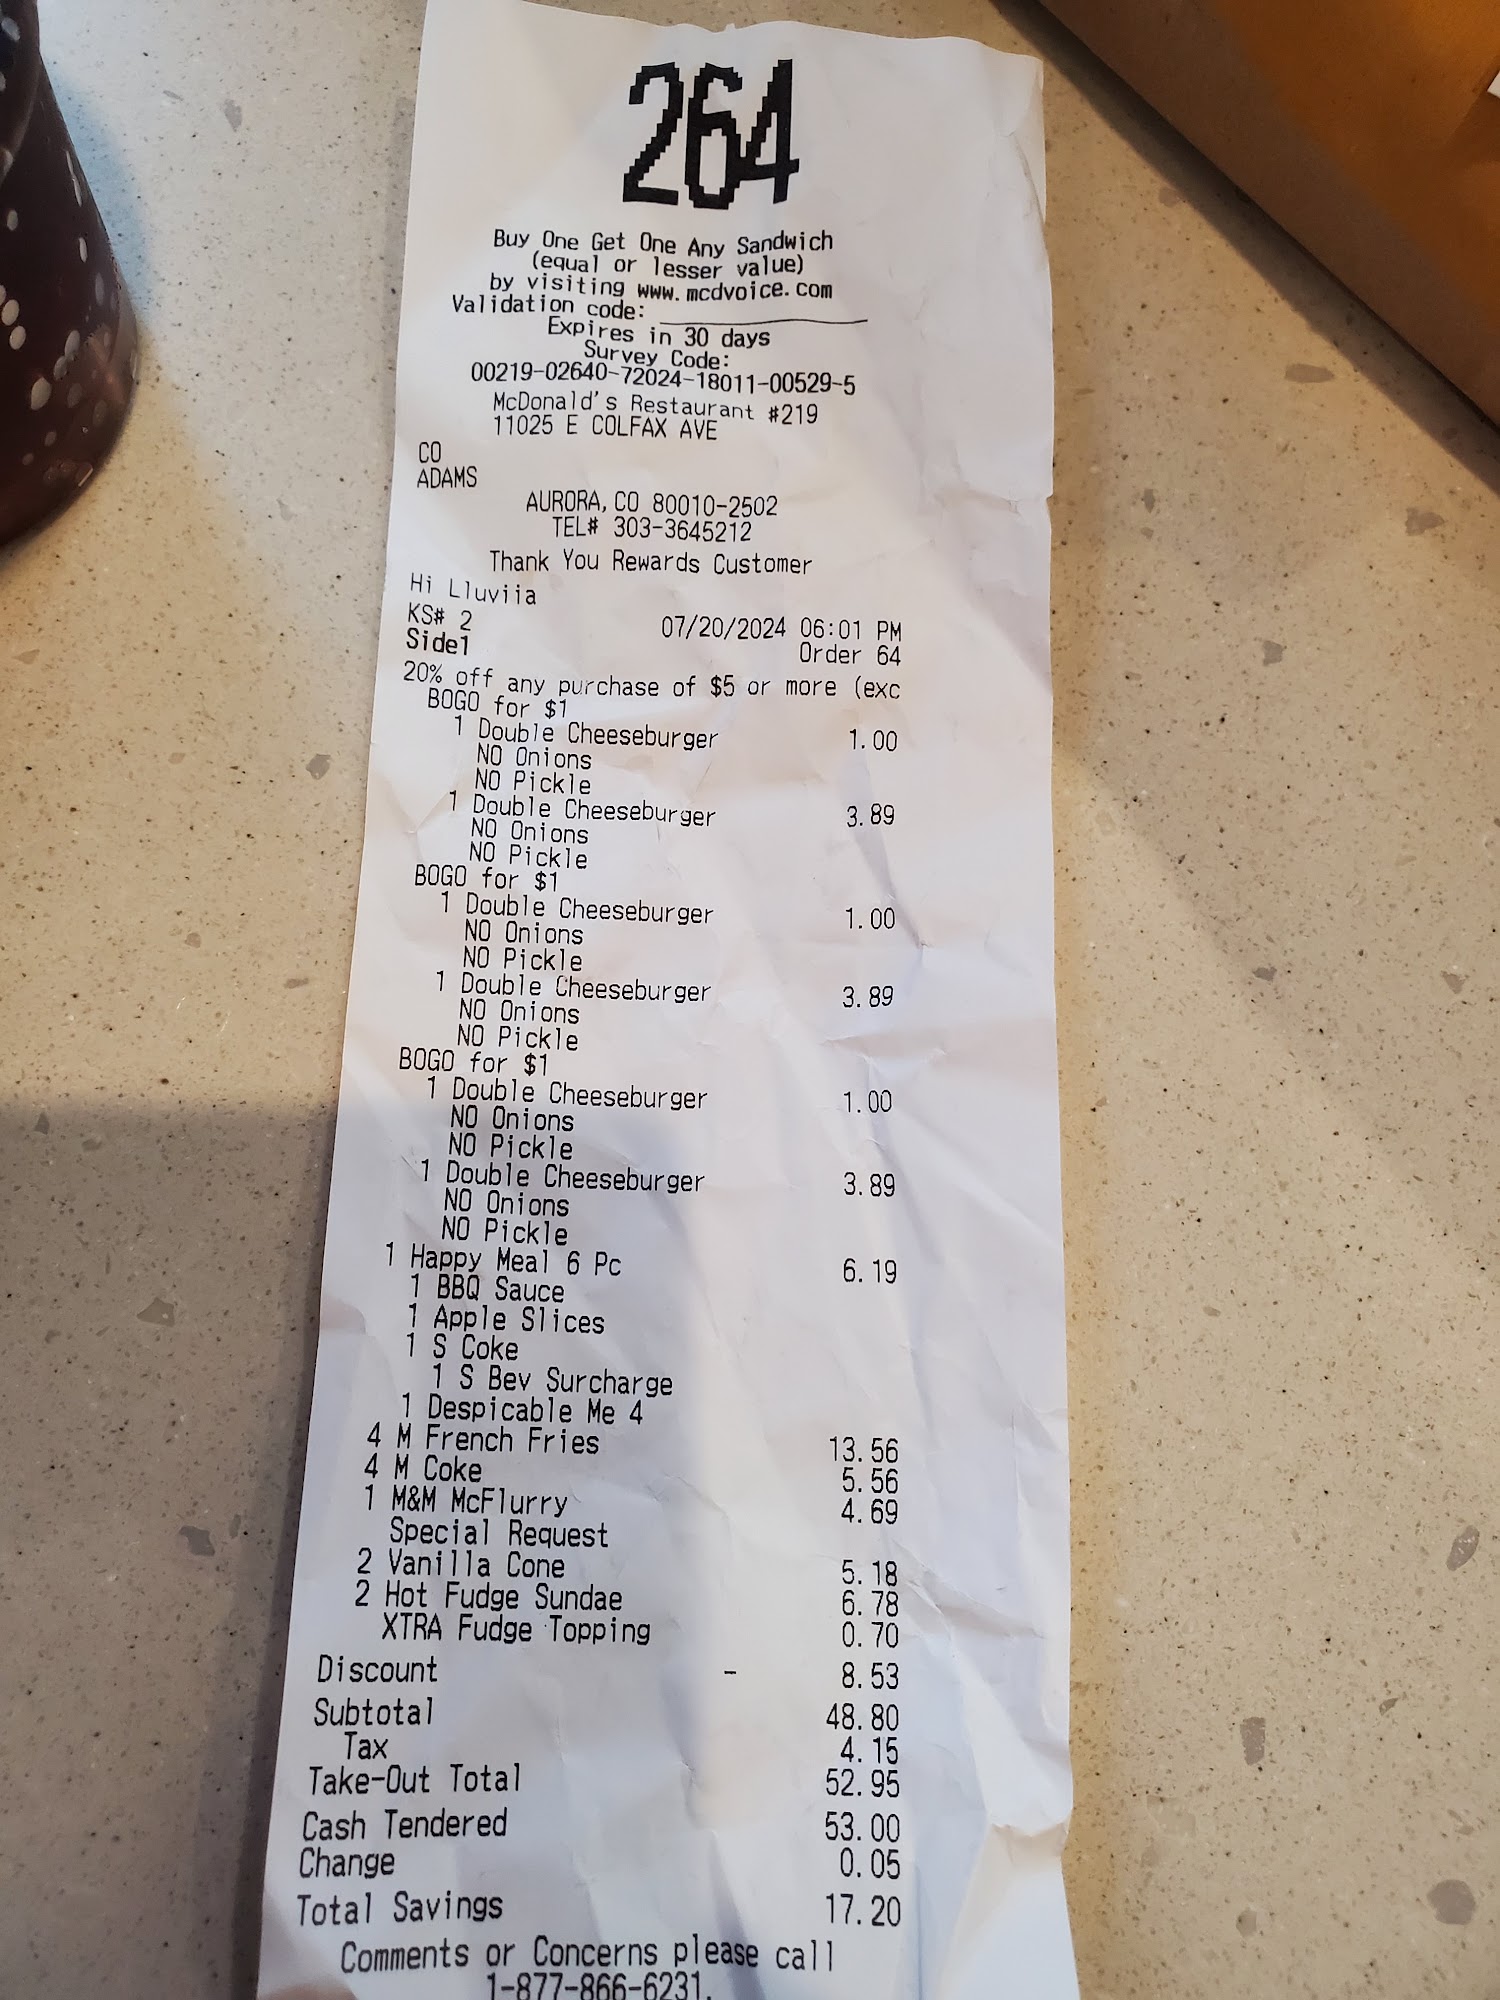 264
Buy One Get One Any Sandwich
(equal or lesser value)
by visiting www.mcdvoice.com
Validation code: ____________
Expires in 30 days
Survey Code:
00219-02640-72024-18011-00529-5
McDonald's Restaurant #219
11025 E COLFAX AVE
CO
ADAMS
AURORA, CO 80010-2502
TEL# 303-3645212
Thank You Rewards Customer
Hi Lluviia
KS# 2 07/20/2024 06:01 PM
Side1 Order 64
20% off any purchase of $5 or more (exc
BOGO for $1
1 Double Cheeseburger 1.00
NO Onions
NO Pickle
1 Double Cheeseburger 3.89
NO Onions
NO Pickle
BOGO for $1
1 Double Cheeseburger 1.00
NO Onions
NO Pickle
1 Double Cheeseburger 3.89
NO Onions
NO Pickle
BOGO for $1
1 Double Cheeseburger 1.00
NO Onions
NO Pickle
1 Double Cheeseburger 3.89
NO Onions
NO Pickle
1 Happy Meal 6 Pc 6.19
1 BBQ Sauce
1 Apple Slices
1 S Coke
1 S Bev Surcharge
1 Despicable Me 4
4 M French Fries 13.56
4 M Coke 5.56
1 M&M McFlurry 4.69
Special Request
2 Vanilla Cone 5.18
2 Hot Fudge Sundae 6.78
XTRA Fudge Topping 0.70
Discount - 8.53
Subtotal 48.80
Tax 4.15
Take-Out Total 52.95
Cash Tendered 53.00
Change 0.05
Total Savings 17.20
Comments or Concerns please call
1-877-866-6231.